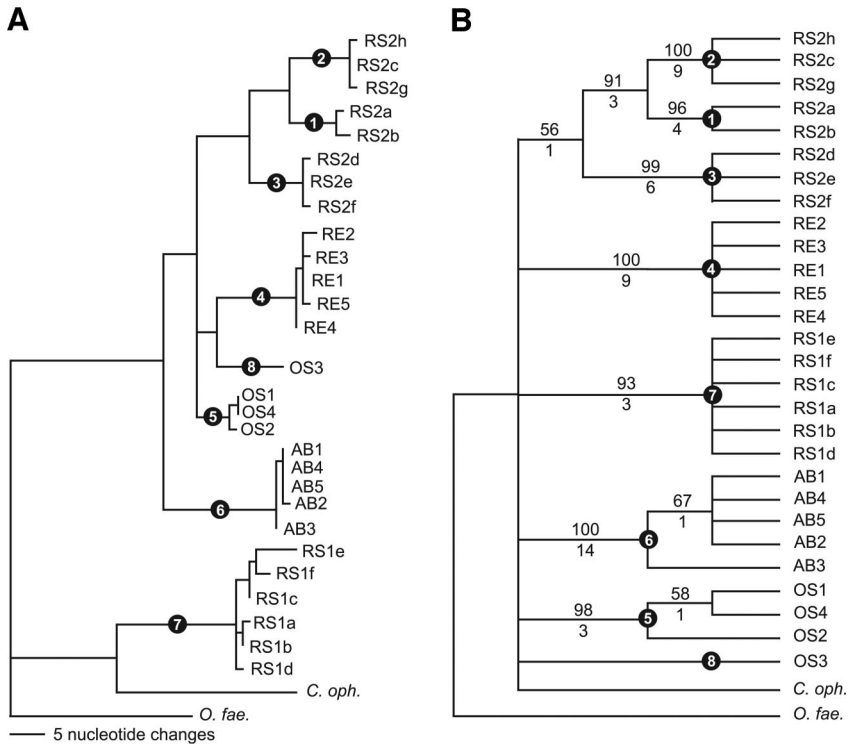 A
RS2h
2
RS2c
RS2g
RS2a
1
RS2b
RS2d
3
RS2e
RS2f
RE2
RE3
RE1
4
RE5
RE4
8
OS3
OS1
OS4
5
OS2
AB1
AB4
AB5
AB2
6
AB3
RS1e
RS1f
RS1c
RS1a
7
RS1b
RS1d
C. oph.
O. fae.
5 nucleotide changes
B
RS2h
100
2
RS2c
9
RS2g
91
3
RS2a
96
1
4
RS2b
56
1
RS2d
99
3
RS2e
6
RS2f
RE2
RE3
100
4
RE1
9
RE5
RE4
RS1e
RS1f
RS1c
93
7
3
RS1a
RS1b
RS1d
AB1
67
AB4
1
AB5
100
6
14
AB2
AB3
OS1
58
1
OS4
98
5
3
OS2
8
OS3
C. oph.
O. fae.